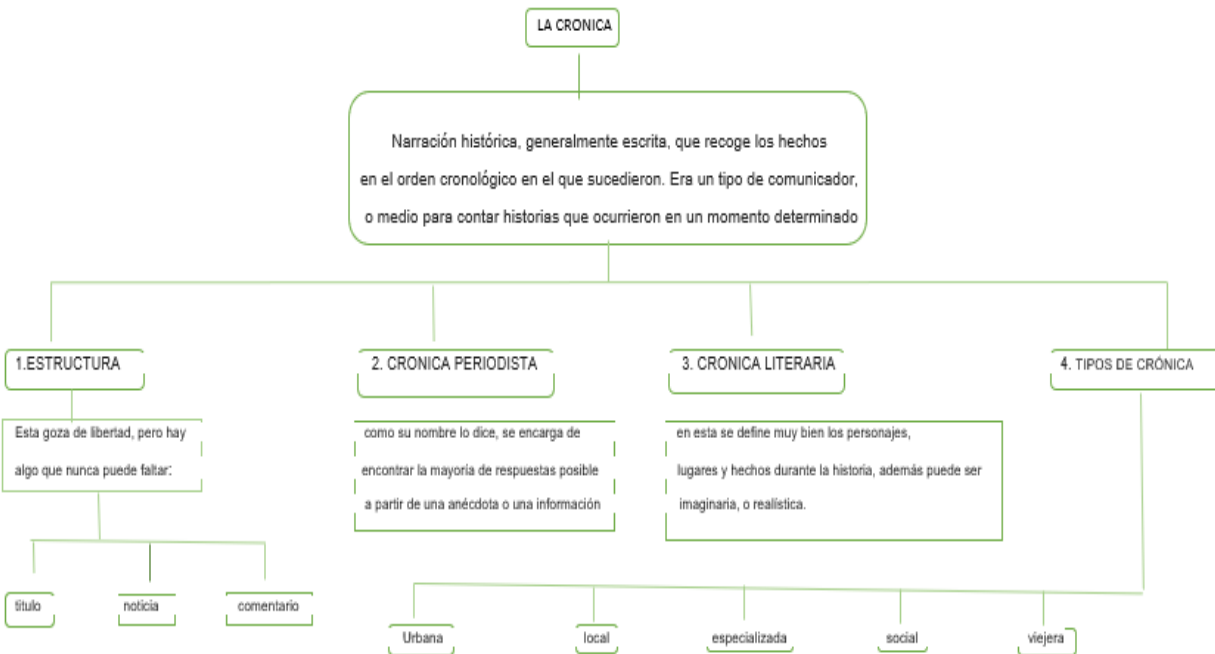 LA CRONICA
Narración histórica, generalmente escrita, que recoge los hechos
en el orden cronológico en el que sucedieron. Era un tipo de comunicador,
o medio para contar historias que ocurrieron en un momento determinado
1.ESTRUCTURA
Esta goza de libertad, pero hay
algo que nunca puede faltar:
titulo
noticia
comentario
2. CRONICA PERIODISTA
como su nombre lo dice, se encarga de
encontrar la mayoría de respuestas posible
a partir de una anécdota o una información
3. CRONICA LITERARIA
en esta se define muy bien los personajes,
lugares y hechos durante la historia, además puede ser
imaginaria, o realística.
4. TIPOS DE CRÓNICA
Urbana
local
especializada
social
viejera